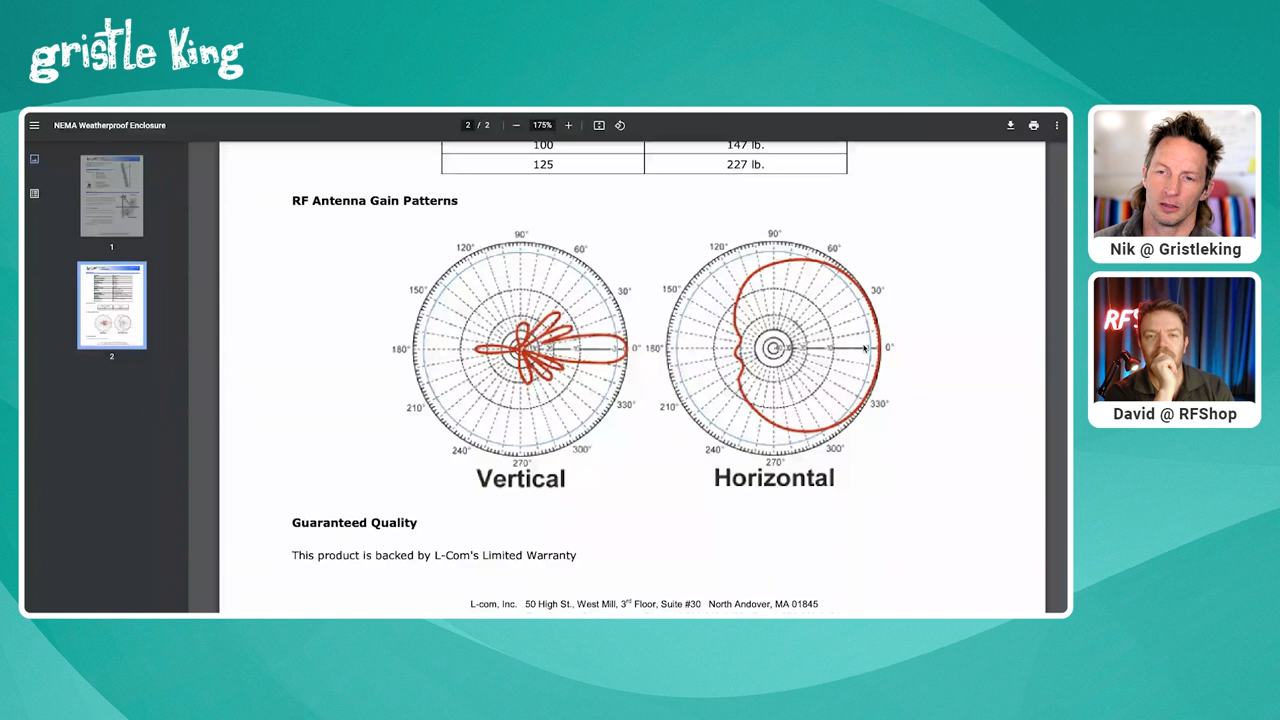 gristle King
NEMA Weatherproof Enclosure
2 / 2
175%
100 147 lb.
125 227 lb.
RF Antenna Gain Patterns
90° 90°
120° 60° 120° 60°
150° 30° 150° 30°
180° 0° 180° 0°
210° 330° 210° 330°
240° 300° 240° 300°
270° 270°
Vertical Horizontal
Guaranteed Quality
This product is backed by L-Com's Limited Warranty
L-com, Inc. 50 High St., West Mill, 3rd Floor, Suite #30 North Andover, MA 01845
1
2
Nik @ Gristleking
RFS
David @ RFShop